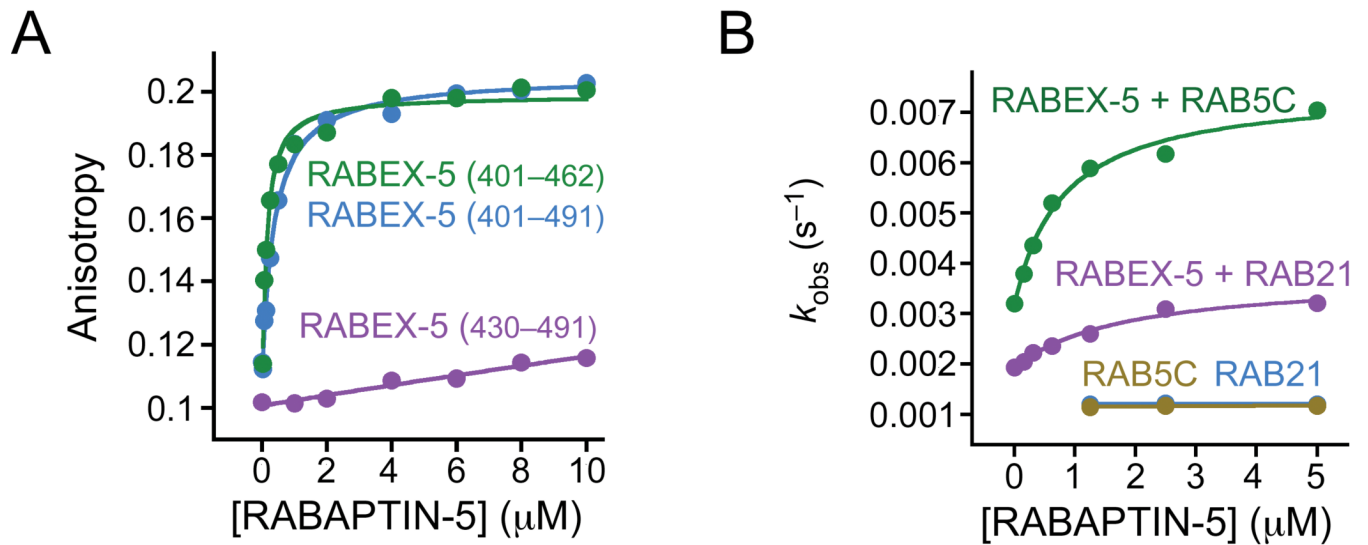 A
Anisotropy
0.2
0.18
0.16
0.14
0.12
0.1
RABEX-5 (401–462)
RABEX-5 (401–491)
RABEX-5 (430–491)
0 2 4 6 8 10
[RABAPTIN-5] (μM)
B
kobs (s–1)
0.007
0.006
0.005
0.004
0.003
0.002
0.001
RABEX-5 + RAB5C
RABEX-5 + RAB21
RAB5C RAB21
0 1 2 3 4 5
[RABAPTIN-5] (μM)